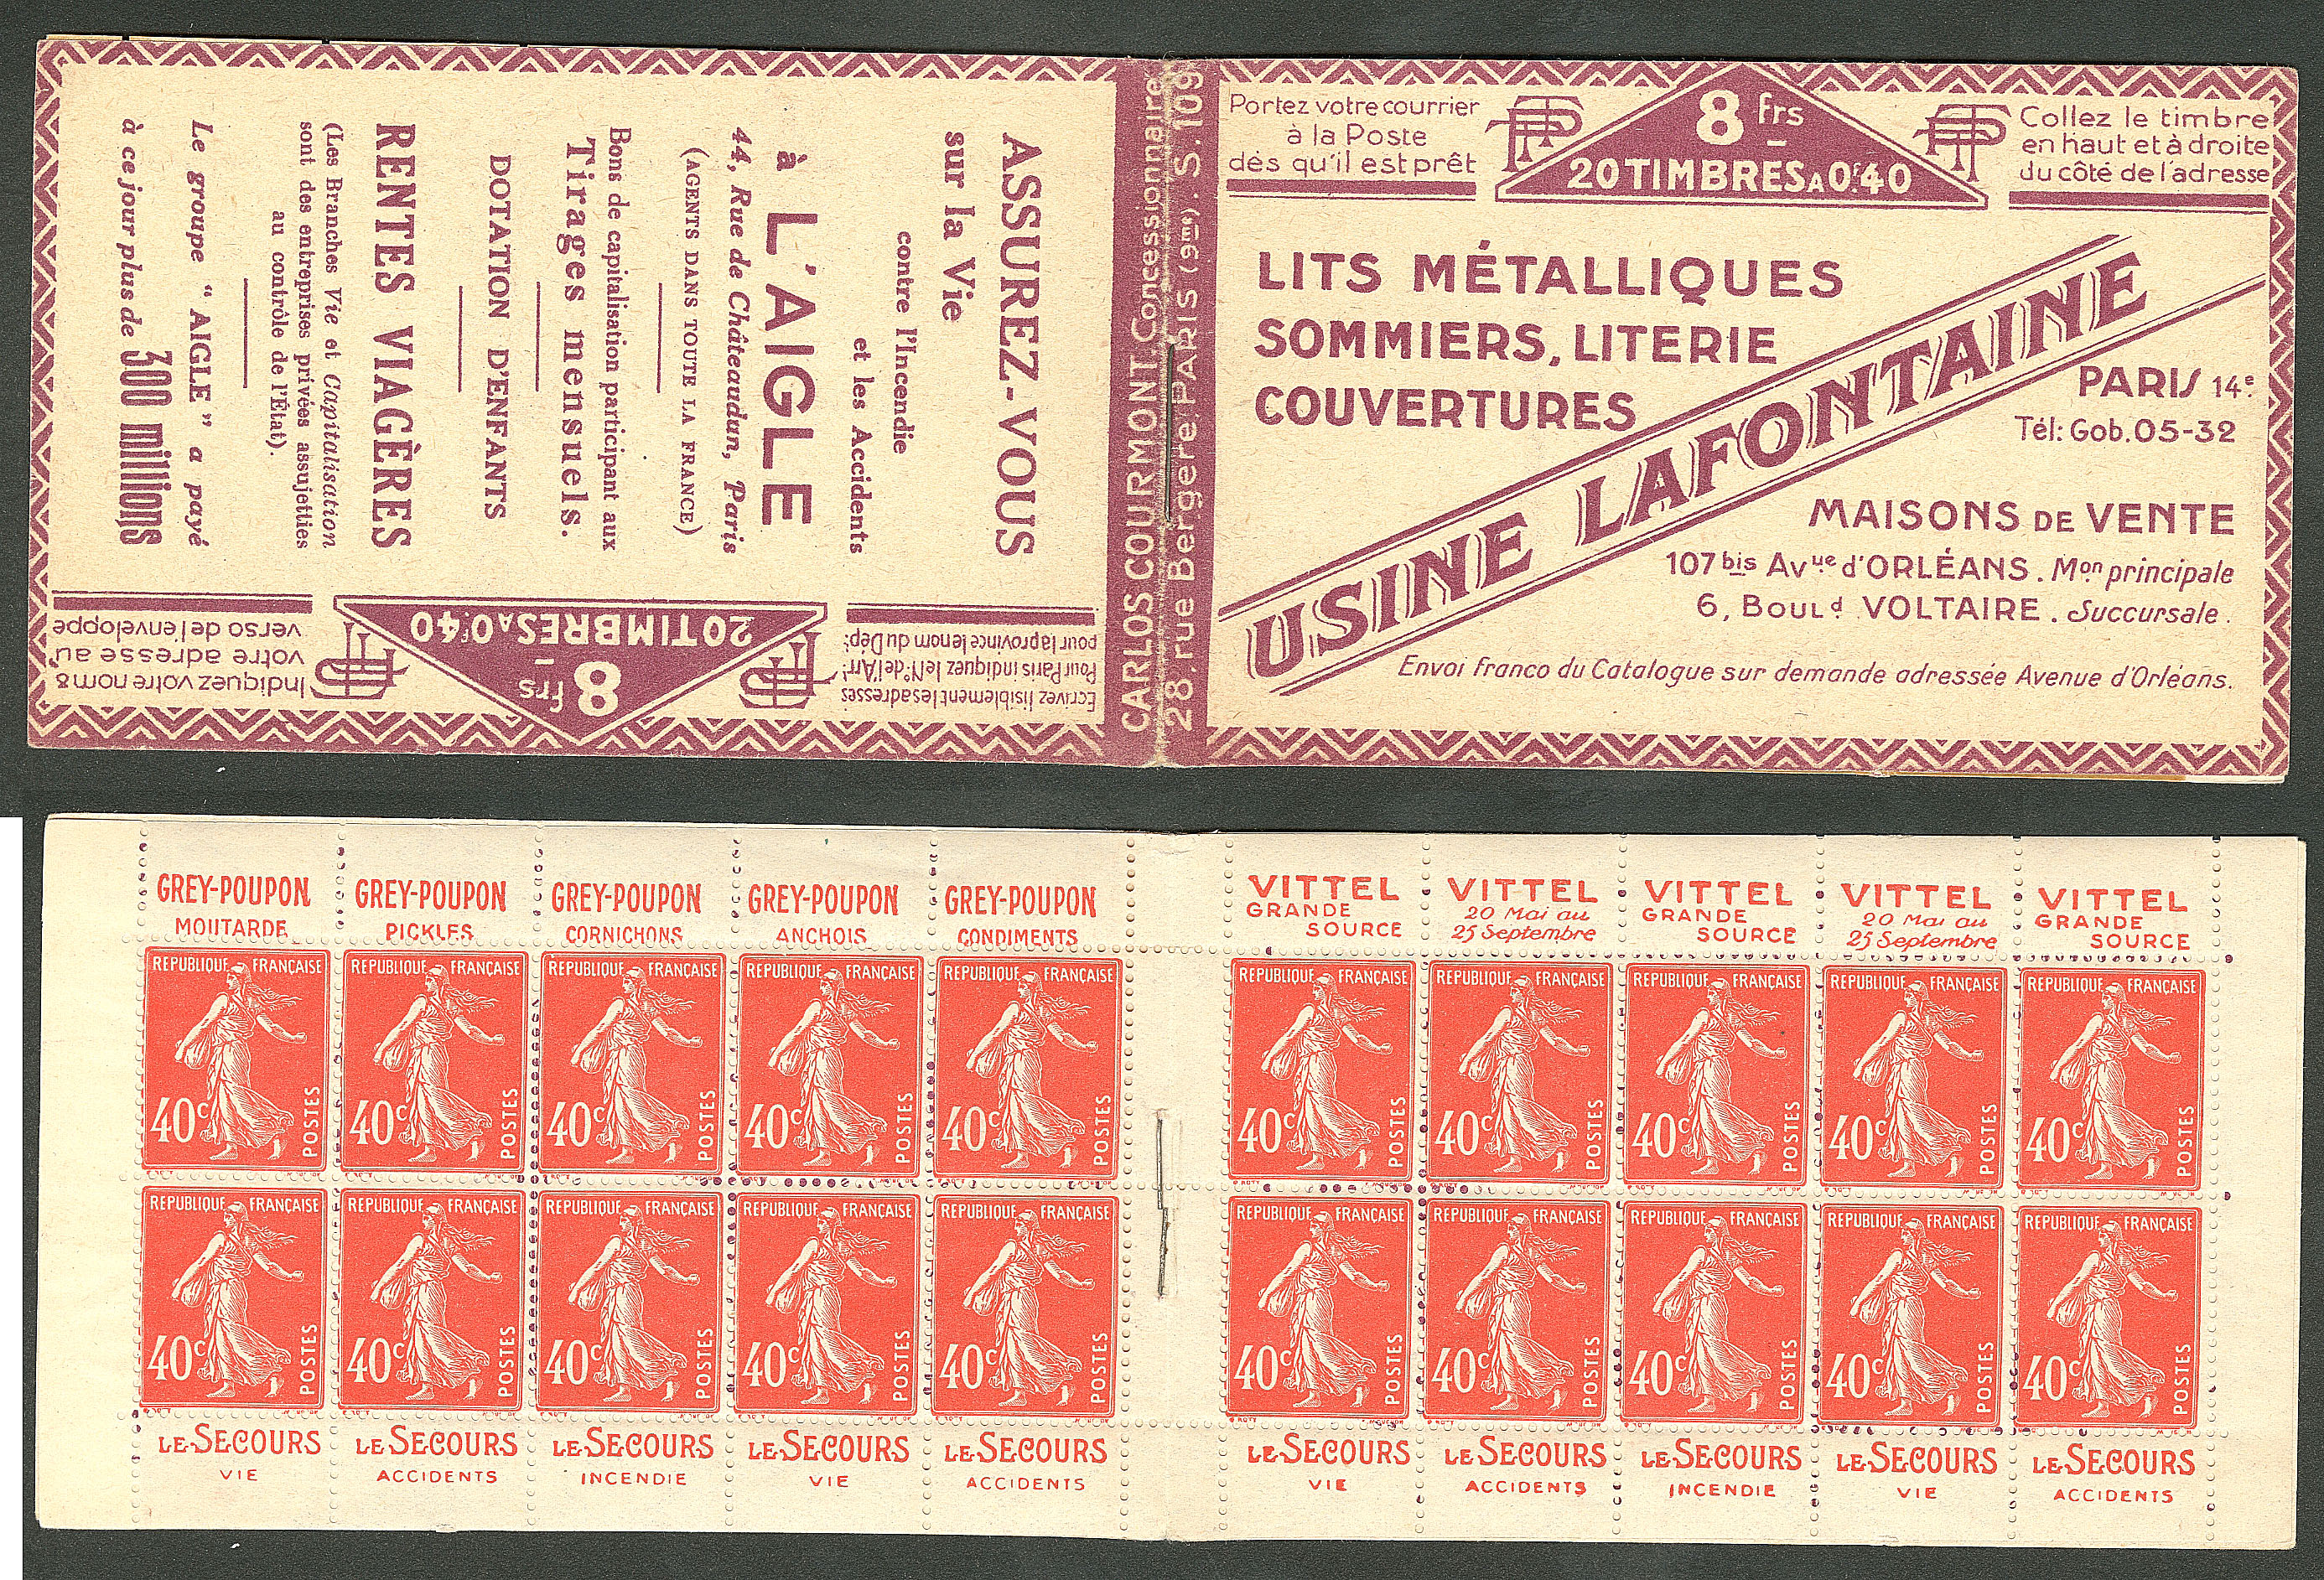 Portez votre courrier
à la Poste
dès qu'il est prêt
8 frs
20 TIMBRES A 0F.40
Collez le timbre
en haut et à droite
du côté de l'adresse
LITS MÉTALLIQUES
SOMMIERS, LITERIE
COUVERTURES
USINE LAFONTAINE
PARIS 14e.
Tél: Gob. 05-32
MAISONS DE VENTE
107 bis Avue d'ORLÉANS. Mon principale
6, Bould VOLTAIRE. Succursale.
Envoi franco du Catalogue sur demande adressée Avenue d'Orléans.
CARLOS COURMONT, Concessionnaire
28, rue Bergère, PARIS (9me). S. 109
ASSUREZ-VOUS
sur la Vie
contre l'Incendie
et les Accidents
à L'AIGLE
44, Rue de Châteaudun, Paris
(AGENTS DANS TOUTE LA FRANCE)
Bons de capitalisation participant aux
Tirages mensuels.
DOTATION D'ENFANTS
RENTES VIAGÈRES
(Les Branches Vie et Capitalisation
sont des entreprises privées assujetties
au contrôle de l'État).
Le groupe "AIGLE" a payé
à ce jour plus de 300 millions
Ecrivez lisiblement les adresses
Pour Paris indiquez le N° de l'Arrt
pour la province le nom du Dépt
8 frs
20 TIMBRES A 0F.40
Indiquez votre nom &
votre adresse au
verso de l'enveloppe
GREY-POUPON GREY-POUPON GREY-POUPON GREY-POUPON GREY-POUPON
MOUTARDE PICKLES CORNICHONS ANCHOIS CONDIMENTS
REPUBLIQUE FRANÇAISE REPUBLIQUE FRANÇAISE REPUBLIQUE FRANÇAISE REPUBLIQUE FRANÇAISE REPUBLIQUE FRANÇAISE
40c POSTES 40c POSTES 40c POSTES 40c POSTES 40c POSTES
REPUBLIQUE FRANÇAISE REPUBLIQUE FRANÇAISE REPUBLIQUE FRANÇAISE REPUBLIQUE FRANÇAISE REPUBLIQUE FRANÇAISE
40c POSTES 40c POSTES 40c POSTES 40c POSTES 40c POSTES
LE SECOURS LE SECOURS LE SECOURS LE SECOURS LE SECOURS
VIE ACCIDENTS INCENDIE VIE ACCIDENTS
VITTEL VITTEL VITTEL VITTEL VITTEL
GRANDE 20 Mai au GRANDE 20 Mai au GRANDE
SOURCE 25 Septembre SOURCE 25 Septembre SOURCE
REPUBLIQUE FRANÇAISE REPUBLIQUE FRANÇAISE REPUBLIQUE FRANÇAISE REPUBLIQUE FRANÇAISE REPUBLIQUE FRANÇAISE
40c POSTES 40c POSTES 40c POSTES 40c POSTES 40c POSTES
REPUBLIQUE FRANÇAISE REPUBLIQUE FRANÇAISE REPUBLIQUE FRANÇAISE REPUBLIQUE FRANÇAISE REPUBLIQUE FRANÇAISE
40c POSTES 40c POSTES 40c POSTES 40c POSTES 40c POSTES
LE SECOURS LE SECOURS LE SECOURS LE SECOURS LE SECOURS
VIE ACCIDENTS INCENDIE VIE ACCIDENTS